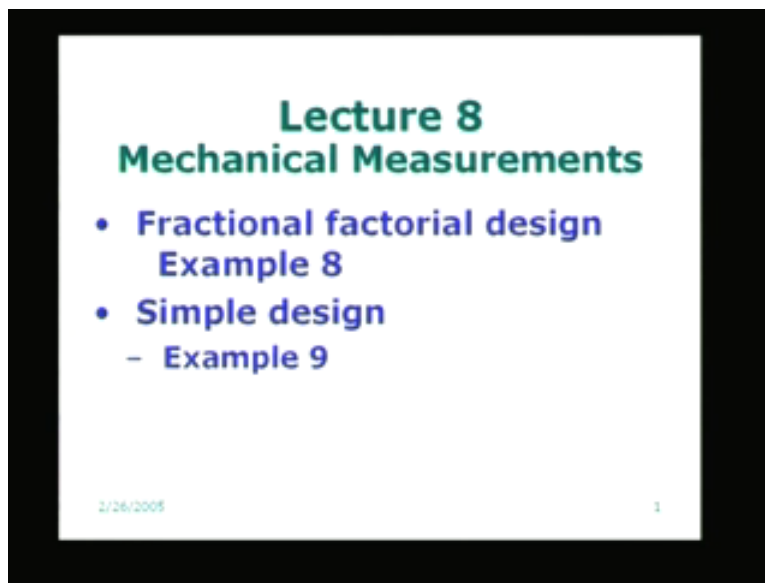 Lecture 8
Mechanical Measurements
• Fractional factorial design
Example 8
• Simple design
– Example 9
2/26/2005
1